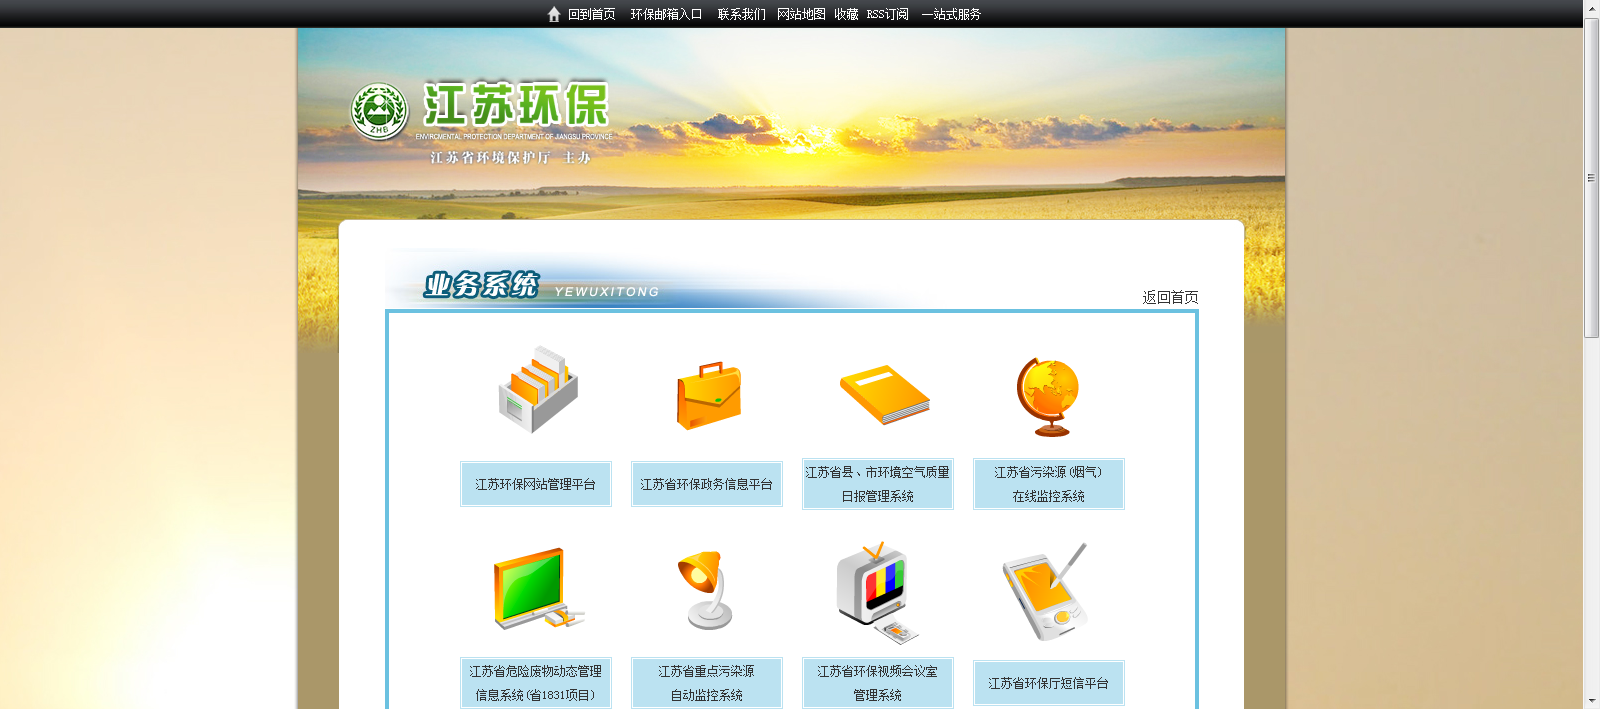 回到首页 环保邮箱入口 联系我们 网站地图 收藏 RSS订阅 一站式服务
江苏环保
ZHB
ENVIRCMENTAL PROTECTION DEPARTMENT OF JIANGSU PROVINCE
江苏省环境保护厅 主办
业务系统 YEWUXITONG
返回首页
江苏环保网站管理平台
江苏省环保政务信息平台
江苏省县、市环境空气质量
日报管理系统
江苏省污染源(烟气)
在线监控系统
江苏省危险废物动态管理
信息系统(省1831项目)
江苏省重点污染源
自动监控系统
江苏省环保视频会议室
管理系统
江苏省环保厅短信平台